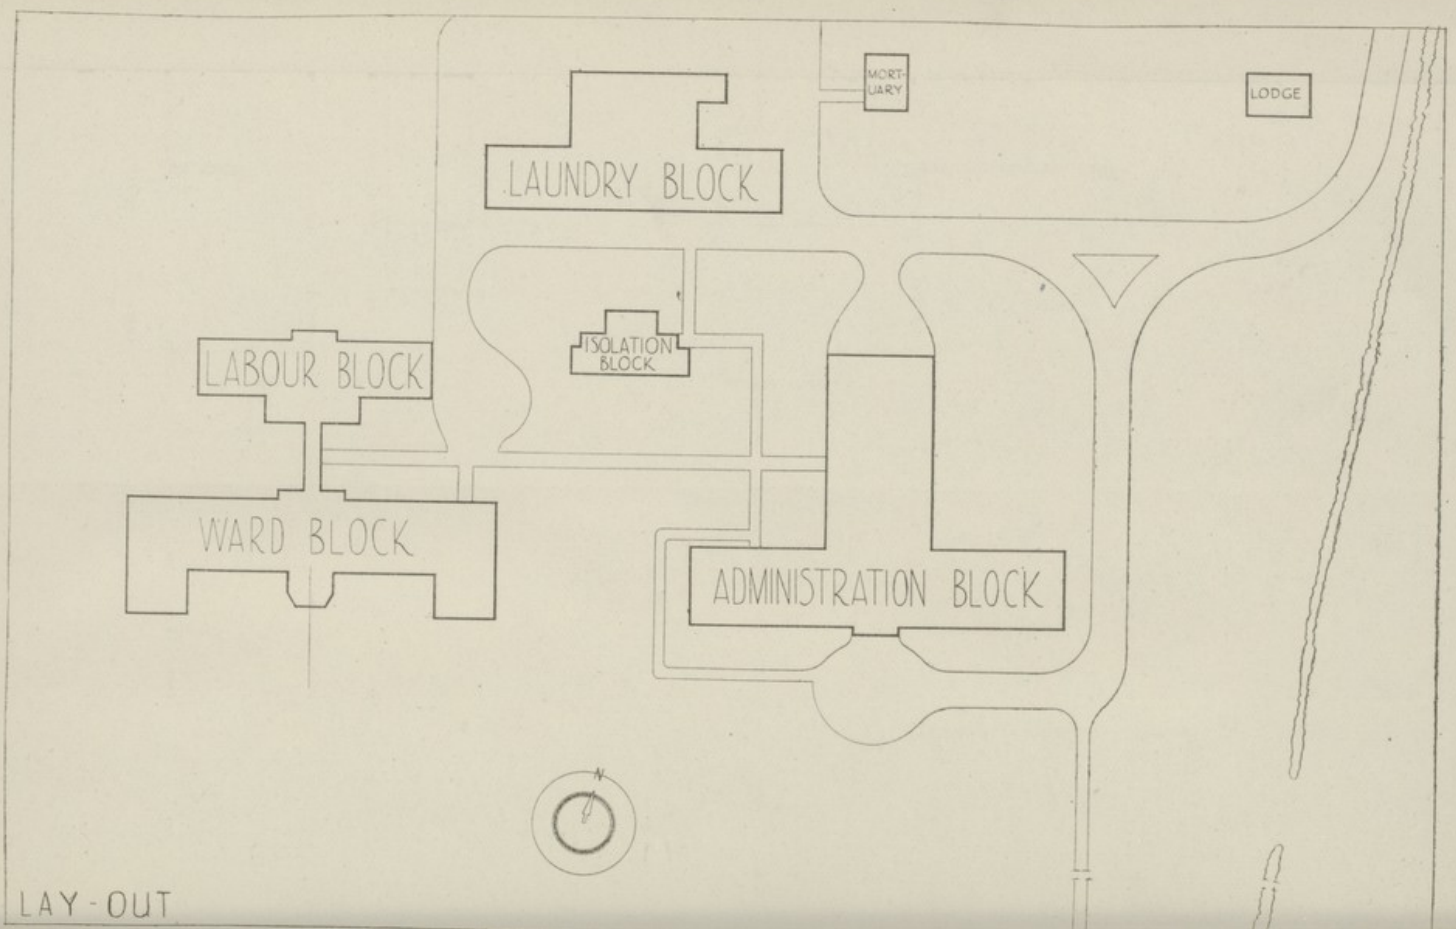 MORT-
UARY
LODGE
LAUNDRY BLOCK
ISOLATION
BLOCK
LABOUR BLOCK
WARD BLOCK
ADMINISTRATION BLOCK
N
LAY-OUT